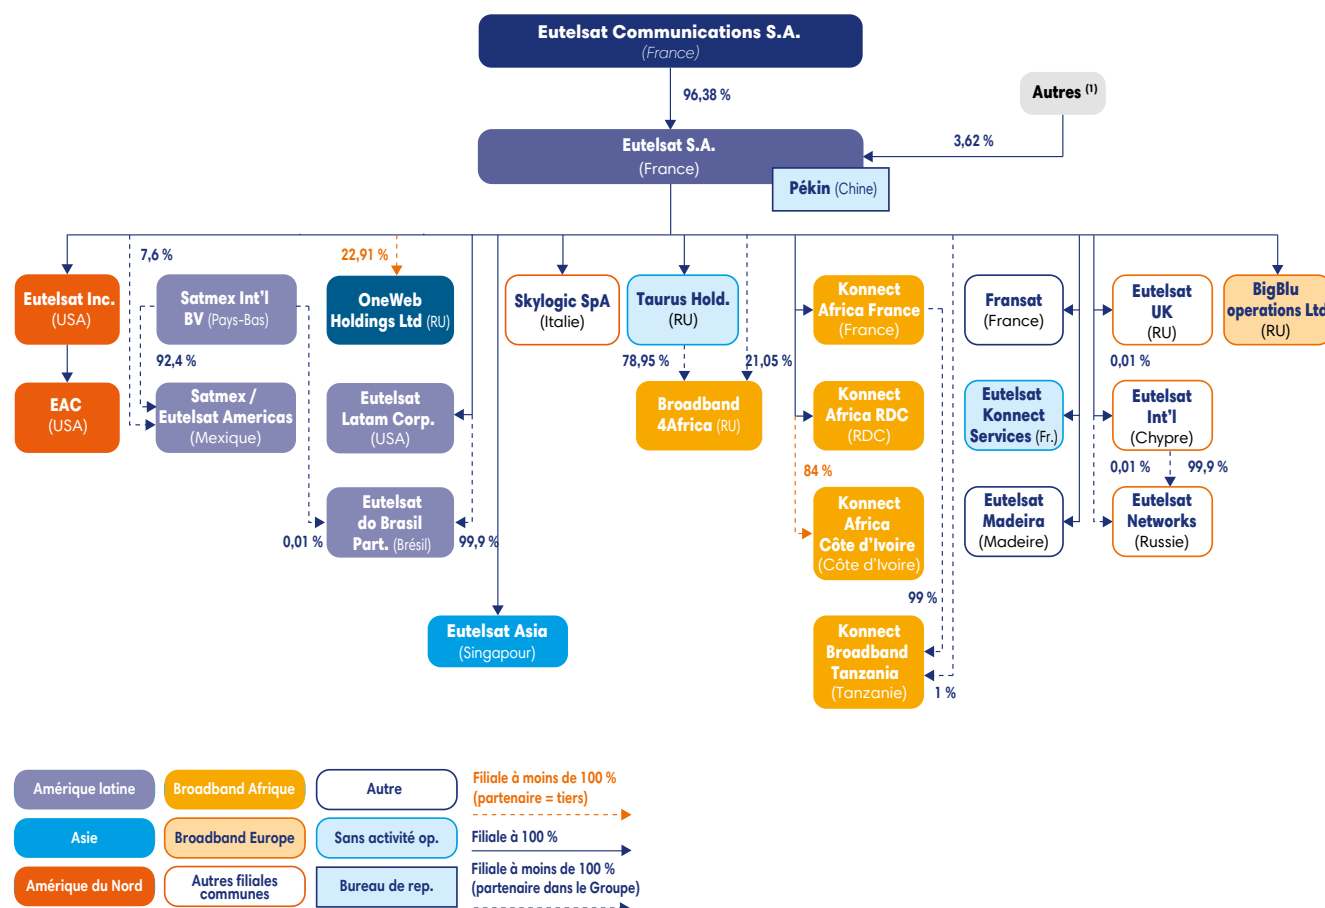 Eutelsat Communications S.A.
(France)
96,38 %
Autres (1)
3,62 %
Eutelsat S.A.
(France)
Pékin (Chine)
7,6 %
22,91 %
Eutelsat Inc.
(USA)
Satmex Int'l
BV (Pays-Bas)
OneWeb
Holdings Ltd (RU)
Skylogic SpA
(Italie)
Taurus Hold.
(RU)
Konnect
Africa France
(France)
Fransat
(France)
Eutelsat
UK
(RU)
BigBlu
operations Ltd
(RU)
92,4 %
78,95 %
21,05 %
0,01 %
EAC
(USA)
Satmex /
Eutelsat Americas
(Mexique)
Eutelsat
Latam Corp.
(USA)
Broadband
4Africa (RU)
Konnect
Africa RDC
(RDC)
Eutelsat
Konnect
Services (Fr.)
Eutelsat
Int'l
(Chypre)
84 %
0,01 %
99,9 %
Eutelsat
do Brasil
Part. (Brésil)
0,01 %
99,9 %
Konnect
Africa
Côte d'Ivoire
(Côte d'Ivoire)
Eutelsat
Madeira
(Madeire)
Eutelsat
Networks
(Russie)
99 %
Eutelsat Asia
(Singapour)
Konnect
Broadband
Tanzania
(Tanzanie)
1 %
Amérique latine
Broadband Afrique
Autre
Filiale à moins de 100 %
(partenaire = tiers)
Asie
Broadband Europe
Sans activité op.
Filiale à 100 %
Amérique du Nord
Autres filiales
communes
Bureau de rep.
Filiale à moins de 100 %
(partenaire dans le Groupe)